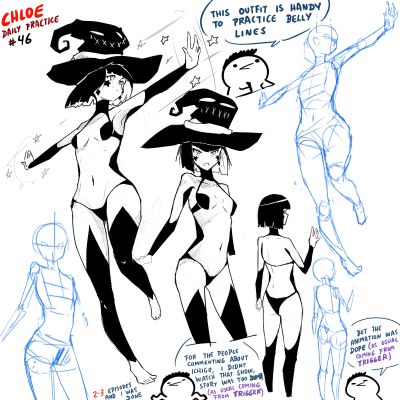 CHLOE
DAILY PRACTICE
#46
THIS OUTFIT IS HANDY
TO PRACTICE BELLY
LINES
2-3 EPISODES
AND I WAS
DONE
FOR THE PEOPLE
COMMENTING ABOUT
ICHIGO, I DIDNT
WATCH THAT SHOW,
STORY WAS TOO
(AS USUAL
COMING
FROM TRIGGER)
BUT THE
ANIMATION WAS
DOPE (AS USUAL
COMING FROM
TRIGGER)